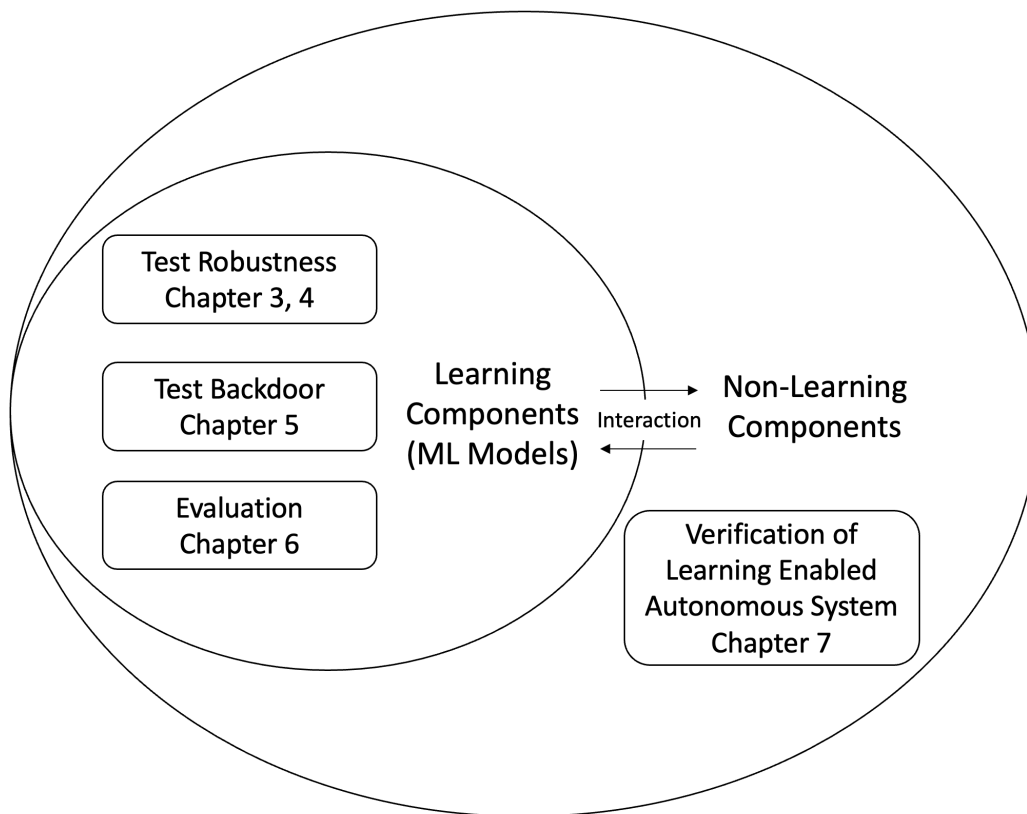 Test Robustness
Chapter 3, 4
Test Backdoor
Chapter 5
Evaluation
Chapter 6
Learning
Components
(ML Models)
Interaction
Non-Learning
Components
Verification of
Learning Enabled
Autonomous System
Chapter 7